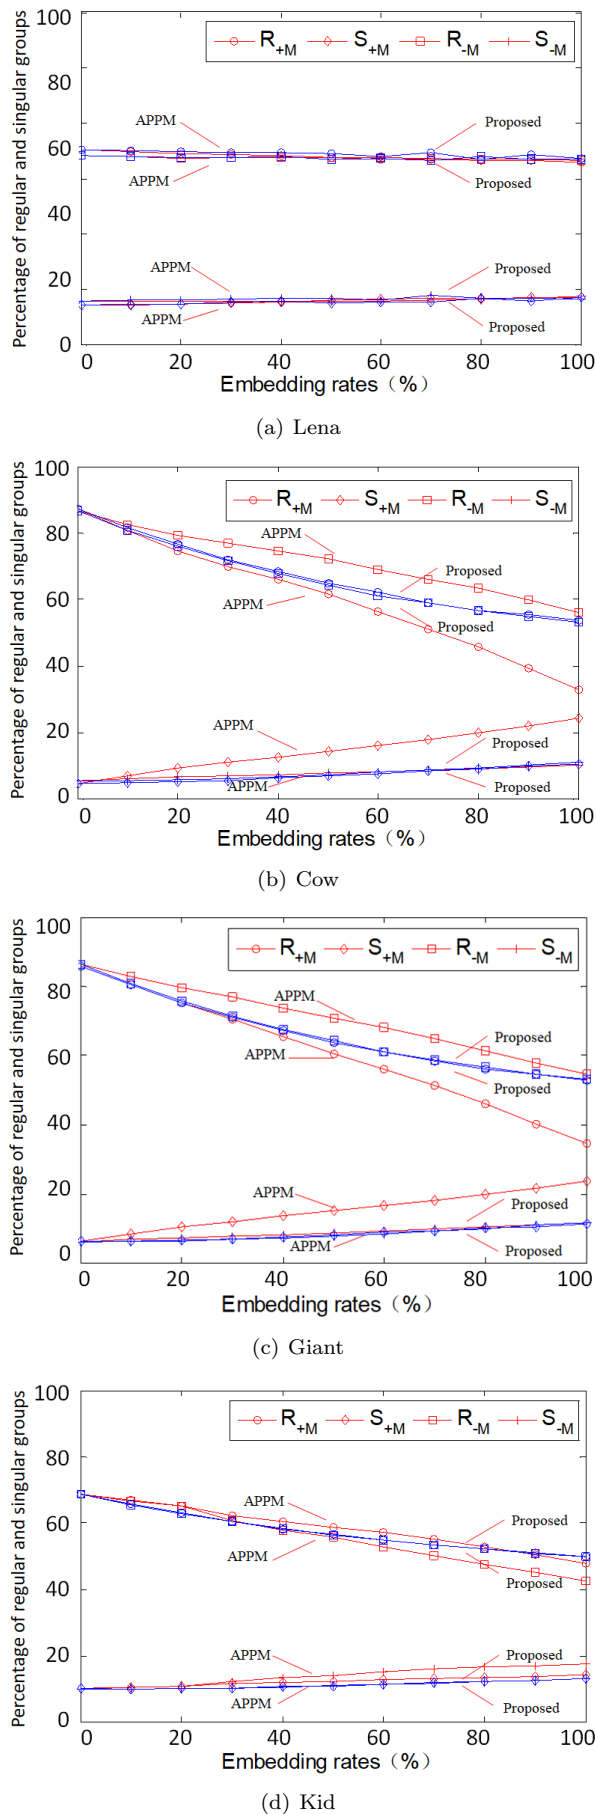 Percentage of regular and singular groups
100
80
60
40
20
0
R+M S+M R-M S-M
APPM
Proposed
APPM
Proposed
APPM
Proposed
APPM
Proposed
0 20 40 60 80 100
Embedding rates（%）
(a) Lena
Percentage of regular and singular groups
100
80
60
40
20
0
R+M S+M R-M S-M
APPM
Proposed
APPM
Proposed
APPM
Proposed
APPM
Proposed
0 20 40 60 80 100
Embedding rates（%）
(b) Cow
Percentage of regular and singular groups
100
80
60
40
20
0
R+M S+M R-M S-M
APPM
Proposed
APPM
Proposed
APPM
Proposed
APPM
Proposed
0 20 40 60 80 100
Embedding rates（%）
(c) Giant
Percentage of regular and singular groups
100
80
60
40
20
0
R+M S+M R-M S-M
APPM
Proposed
APPM
Proposed
APPM
Proposed
APPM
Proposed
0 20 40 60 80 100
Embedding rates（%）
(d) Kid